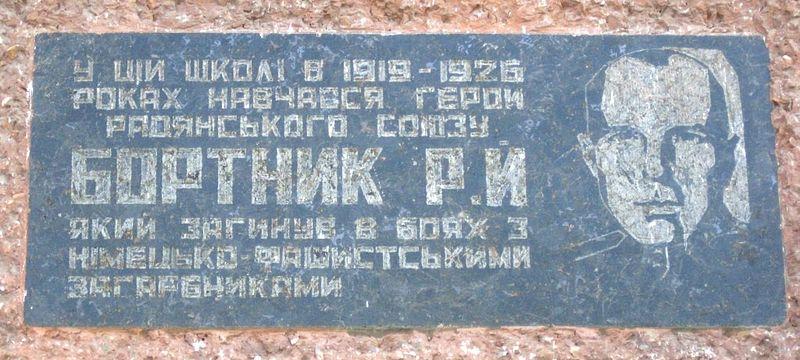 У ЦІЙ ШКОЛІ В 1919-1926
РОКАХ НАВЧАВСЯ ГЕРОЙ
РАДЯНСЬКОГО СОЮЗУ
БОРТНИК Р.Й
ЯКИЙ ЗАГИНУВ В БОЯХ З
НІМЕЦЬКО-ФАШИСТСЬКИМИ
ЗАГАРБНИКАМИ